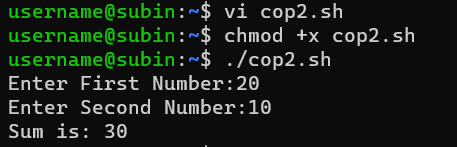 username@subin:~$ vi cop2.sh
username@subin:~$ chmod +x cop2.sh
username@subin:~$ ./cop2.sh
Enter First Number:20
Enter Second Number:10
Sum is: 30